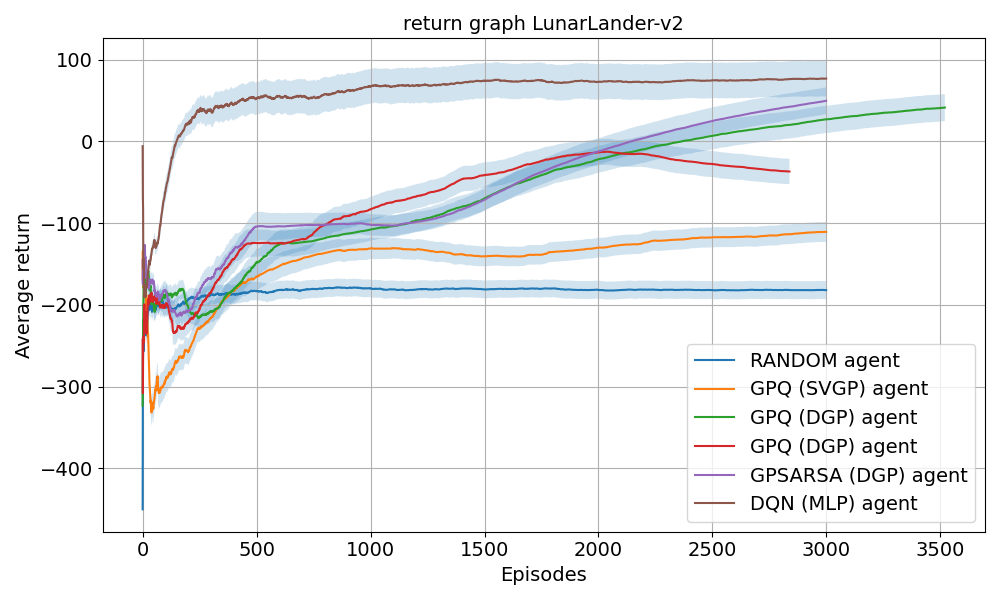 return graph LunarLander-v2
Average return
100
0
−100
−200
−300
−400
RANDOM agent
GPQ (SVGP) agent
GPQ (DGP) agent
GPQ (DGP) agent
GPSARSA (DGP) agent
DQN (MLP) agent
0 500 1000 1500 2000 2500 3000 3500
Episodes